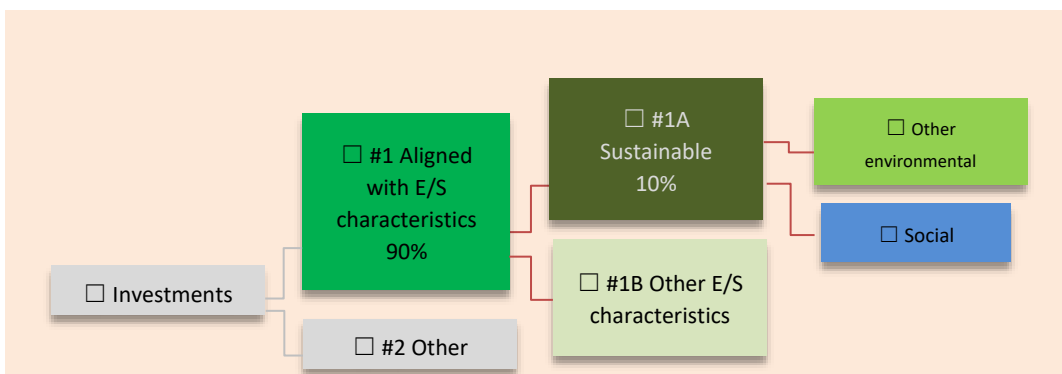 ☐ Investments
☐ #1 Aligned
with E/S
characteristics
90%
☐ #2 Other
☐ #1A
Sustainable
10%
☐ #1B Other E/S
characteristics
☐ Other
environmental
☐ Social